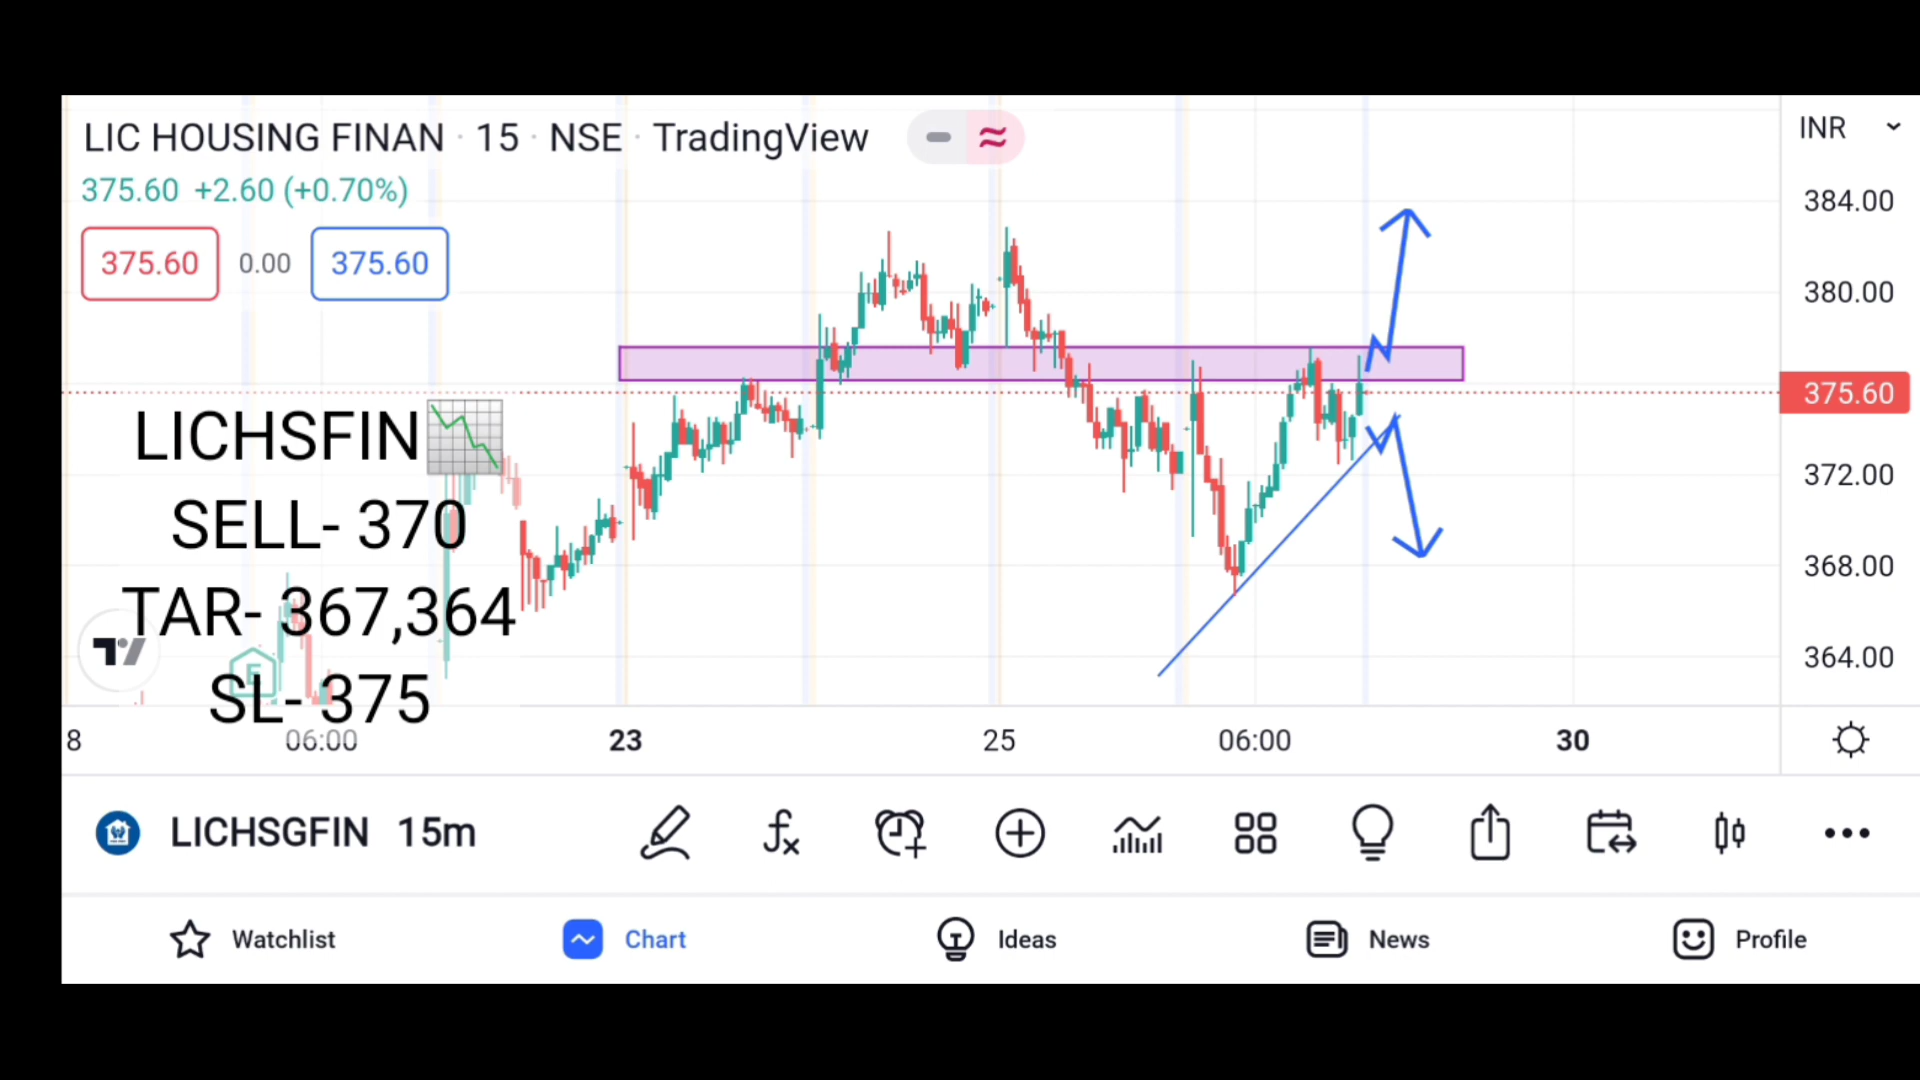 LIC HOUSING FINAN · 15 · NSE · TradingView
INR
375.60 +2.60 (+0.70%)
375.60 0.00 375.60
384.00
380.00
375.60
372.00
368.00
364.00
LICHSFIN
SELL- 370
TAR- 367,364
SL- 375
E
8 06:00 23 25 06:00 30
LICHSGFIN 15m
Watchlist Chart Ideas News Profile